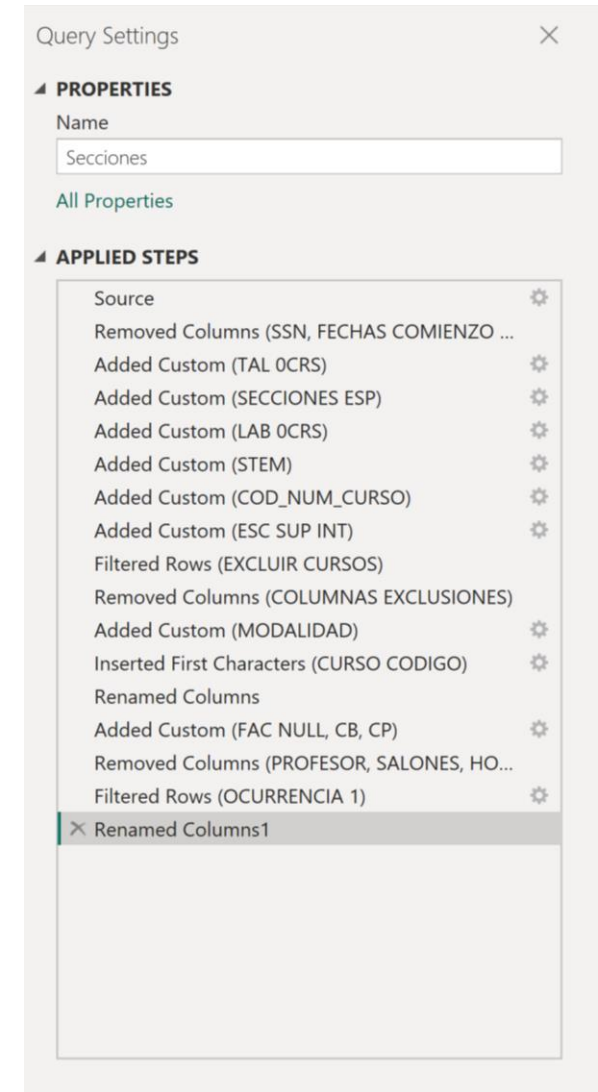 Query Settings
PROPERTIES
Name
Secciones
All Properties
APPLIED STEPS
Source
Removed Columns (SSN, FECHAS COMIENZO ...
Added Custom (TAL 0CRS)
Added Custom (SECCIONES ESP)
Added Custom (LAB 0CRS)
Added Custom (STEM)
Added Custom (COD_NUM_CURSO)
Added Custom (ESC SUP INT)
Filtered Rows (EXCLUIR CURSOS)
Removed Columns (COLUMNAS EXCLUSIONES)
Added Custom (MODALIDAD)
Inserted First Characters (CURSO CODIGO)
Renamed Columns
Added Custom (FAC NULL, CB, CP)
Removed Columns (PROFESOR, SALONES, HO...
Filtered Rows (OCURRENCIA 1)
Renamed Columns1